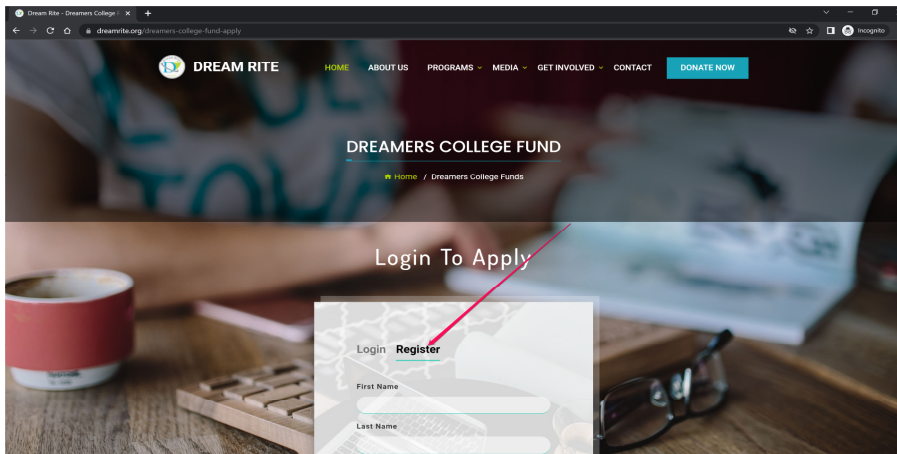 Dream Rite - Dreamers College F
dreamrite.org/dreamers-college-fund-apply
Incognito
DREAM RITE
HOME ABOUT US PROGRAMS MEDIA GET INVOLVED CONTACT DONATE NOW
DREAMERS COLLEGE FUND
Home / Dreamers College Funds
Login To Apply
Login Register
First Name
Last Name